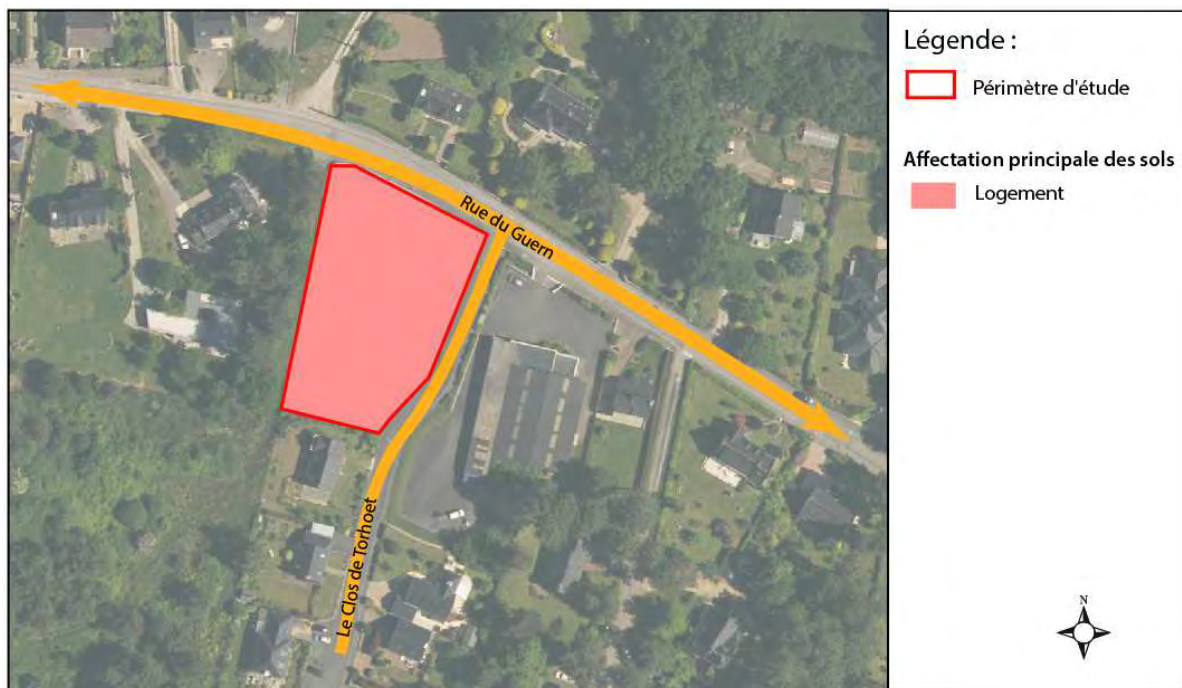 Rue du Guern
Le Clos de Torhoet
Légende :
Périmètre d'étude
Affectation principale des sols
Logement
N